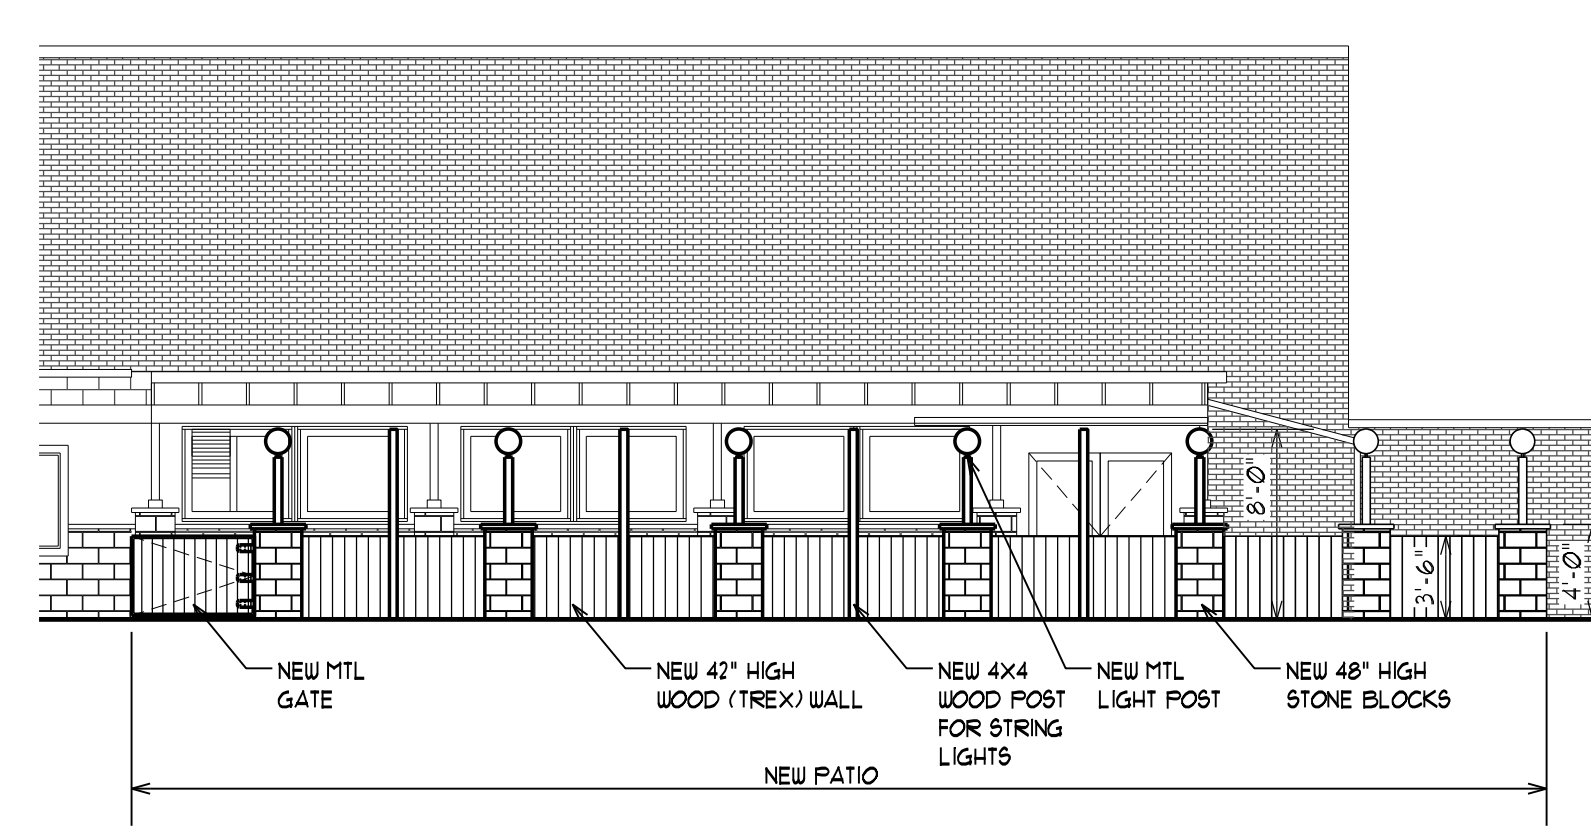 8'-0"
3'-6"
4'-0"
NEW MTL
GATE
NEW 42" HIGH
WOOD (TREX) WALL
NEW 4X4
WOOD POST
FOR STRING
LIGHTS
NEW MTL
LIGHT POST
NEW 48" HIGH
STONE BLOCKS
NEW PATIO